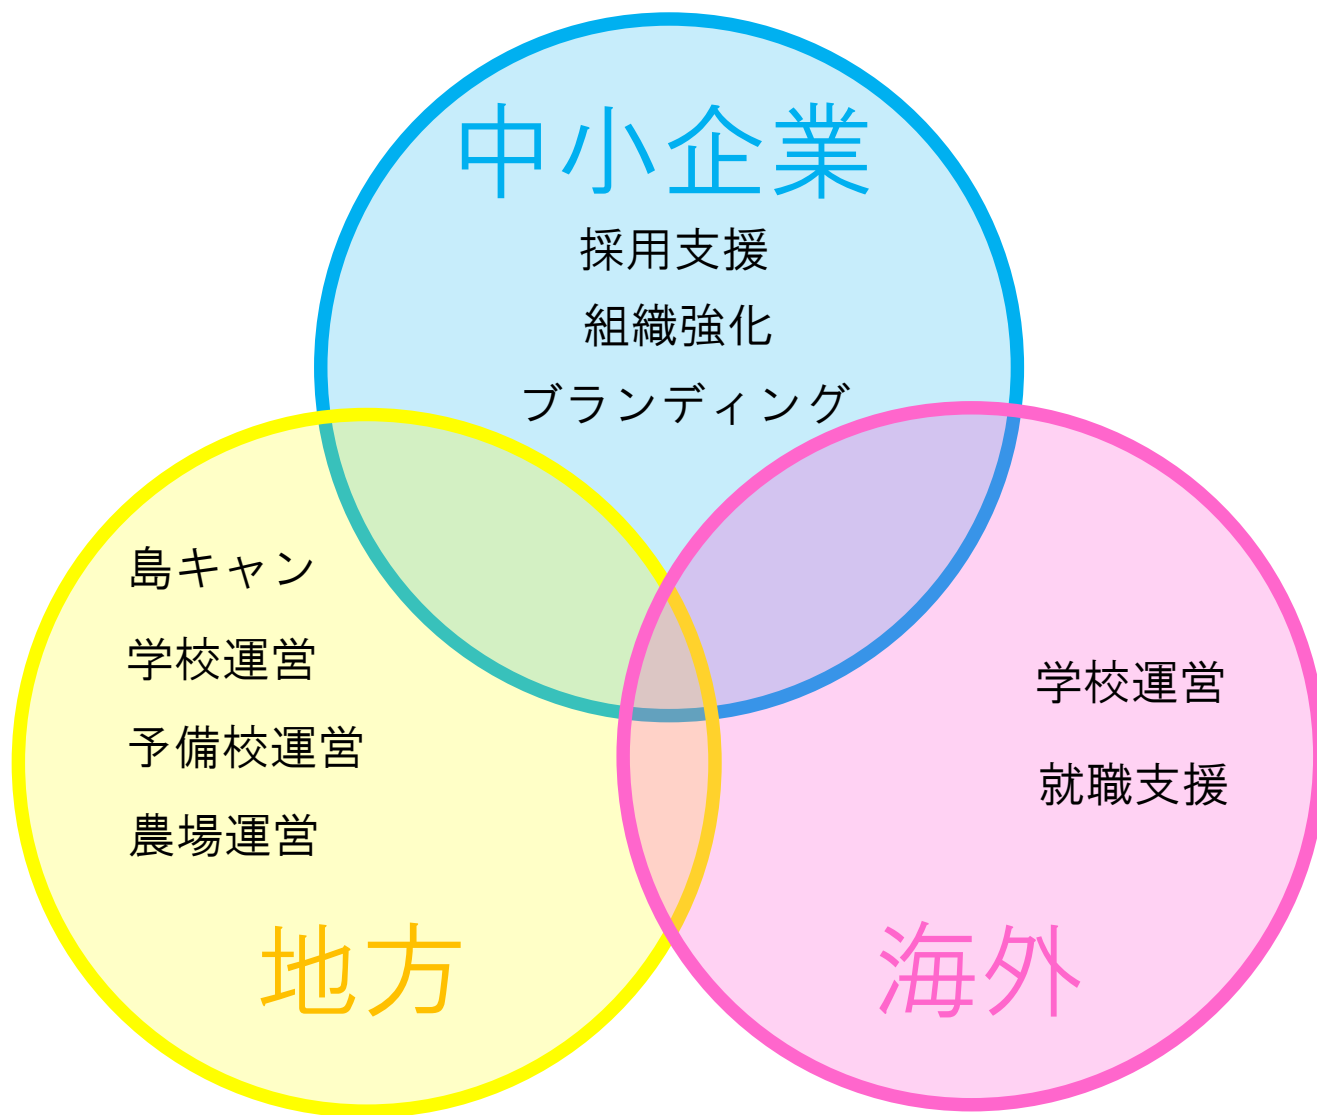 中小企業
採用支援
組織強化
ブランディング
島キャン
学校運営
予備校運営
農場運営
地方
学校運営
就職支援
海外